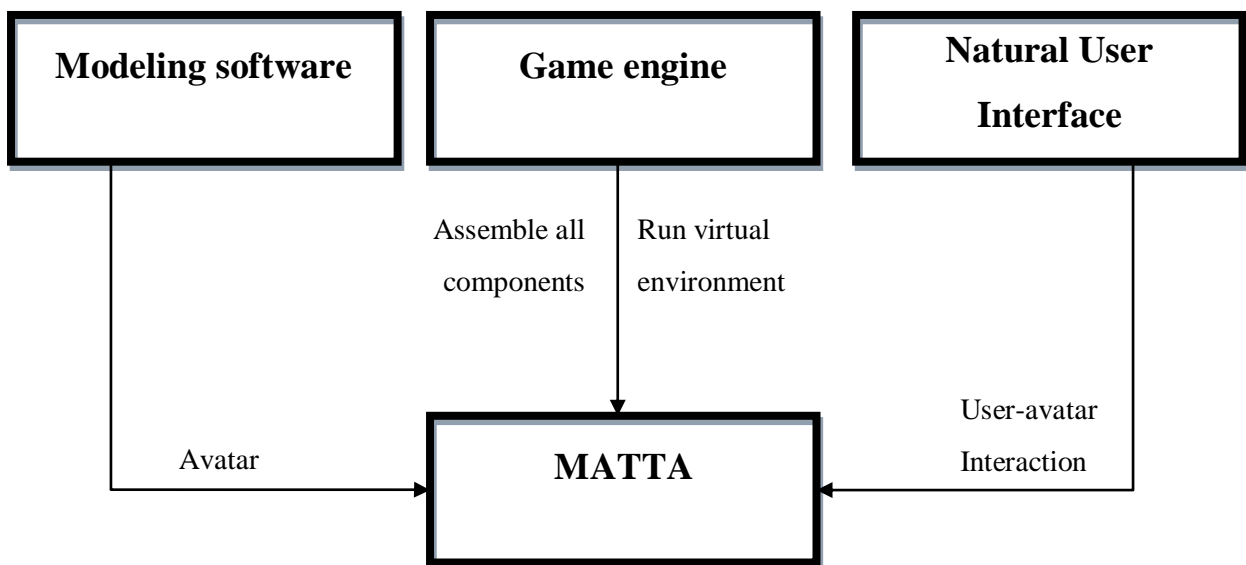 Modeling software
Game engine
Natural User
Interface
Assemble all
components
Run virtual
environment
Avatar
MATTA
User-avatar
Interaction